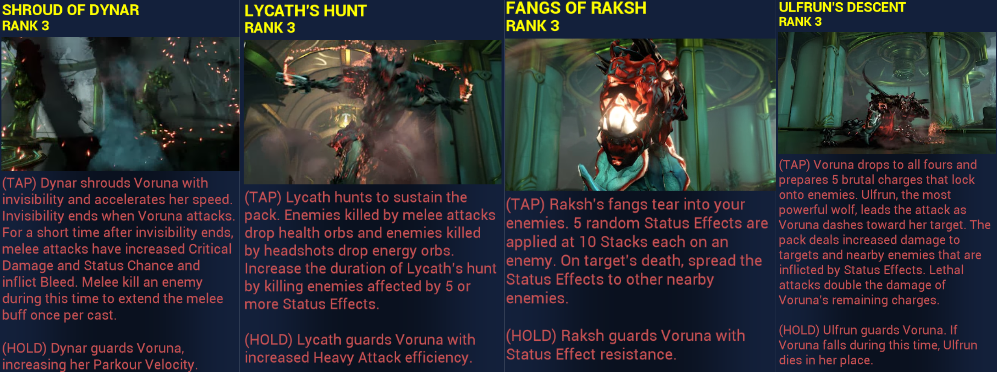 SHROUD OF DYNAR
RANK 3
(TAP) Dynar shrouds Voruna with
invisibility and accelerates her speed.
Invisibility ends when Voruna attacks.
For a short time after invisibility ends,
melee attacks have increased Critical
Damage and Status Chance and
inflict Bleed. Melee kill an enemy
during this time to extend the melee
buff once per cast.
(HOLD) Dynar guards Voruna,
increasing her Parkour Velocity.
LYCATH'S HUNT
RANK 3
(TAP) Lycath hunts to sustain the
pack. Enemies killed by melee attacks
drop health orbs and enemies killed
by headshots drop energy orbs.
Increase the duration of Lycath's hunt
by killing enemies affected by 5 or
more Status Effects.
(HOLD) Lycath guards Voruna with
increased Heavy Attack efficiency.
FANGS OF RAKSH
RANK 3
(TAP) Raksh's fangs tear into your
enemies. 5 random Status Effects are
applied at 10 Stacks each on an
enemy. On target's death, spread the
Status Effects to other nearby
enemies.
(HOLD) Raksh guards Voruna with
Status Effect resistance.
ULFRUN'S DESCENT
RANK 3
(TAP) Voruna drops to all fours and
prepares 5 brutal charges that lock
onto enemies. Ulfrun, the most
powerful wolf, leads the attack as
Voruna dashes toward her target. The
pack deals increased damage to
targets and nearby enemies that are
inflicted by Status Effects. Lethal
attacks double the damage of
Voruna's remaining charges.
(HOLD) Ulfrun guards Voruna. If
Voruna falls during this time, Ulfrun
dies in her place.